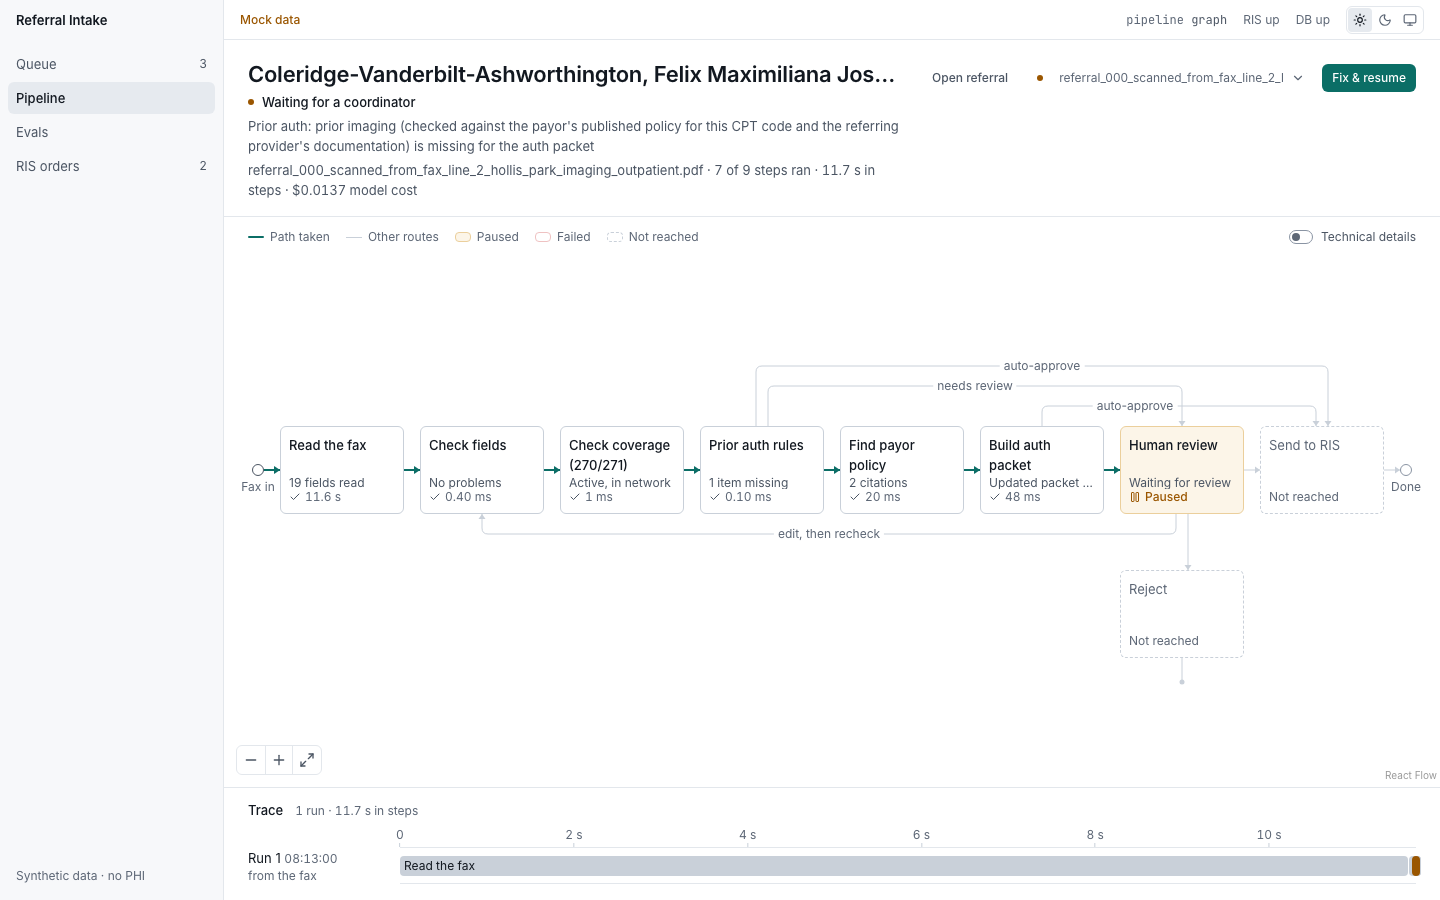 Referral Intake
Queue 3
Pipeline
Evals
RIS orders 2
Synthetic data · no PHI
Mock data
pipeline graph RIS up DB up
Coleridge-Vanderbilt-Ashworthington, Felix Maximiliana Jos...
Open referral
referral_000_scanned_from_fax_line_2_l
Fix & resume
Waiting for a coordinator
Prior auth: prior imaging (checked against the payor's published policy for this CPT code and the referring
provider's documentation) is missing for the auth packet
referral_000_scanned_from_fax_line_2_hollis_park_imaging_outpatient.pdf · 7 of 9 steps ran · 11.7 s in
steps · $0.0137 model cost
Path taken
Other routes
Paused
Failed
Not reached
Technical details
auto-approve
needs review
auto-approve
Fax in
Read the fax
19 fields read
11.6 s
Check fields
No problems
0.40 ms
Check coverage
(270/271)
Active, in network
1 ms
Prior auth rules
1 item missing
0.10 ms
Find payor
policy
2 citations
20 ms
Build auth
packet
Updated packet ...
48 ms
Human review
Waiting for review
Paused
Send to RIS
Not reached
Done
edit, then recheck
Reject
Not reached
React Flow
Trace 1 run · 11.7 s in steps
0 2 s 4 s 6 s 8 s 10 s
Run 1 08:13:00
from the fax
Read the fax